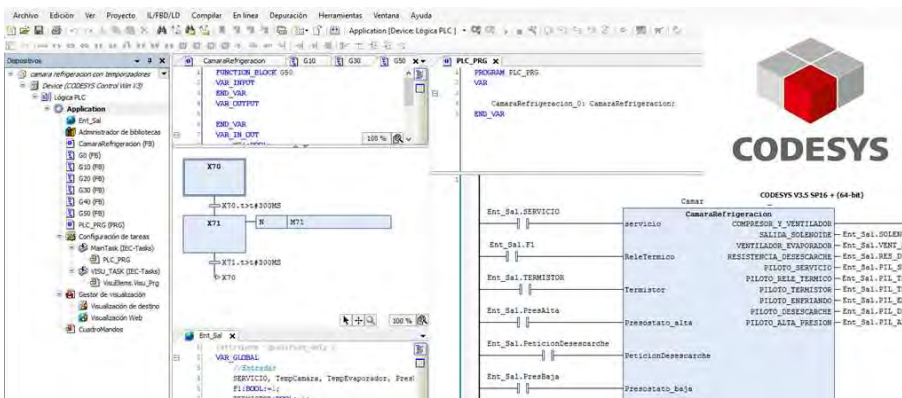 Archivo Edición Ver Proyecto IL/FBD/LD Compilar En línea Depuración Herramientas Ventana Ayuda
Application [Device: Lógica PLC]
Dispositivos
camara refrigeracion con temporizadores
Device (CODESYS Control Win V3)
Lógica PLC
Application
Ent_Sal
Administrador de bibliotecas
CamaraRefrigeracion (FB)
G0 (FB)
G10 (FB)
G20 (FB)
G30 (FB)
G40 (FB)
G50 (FB)
PLC_PRG (PRG)
Configuración de tareas
MainTask (IEC-Tasks)
PLC_PRG
VISU_TASK (IEC-Tasks)
VisuElems.Visu_Prg
Gestor de visualización
Visualización de destino
Visualización Web
CuadroMandos
CamaraRefrigeracion G10 G30 G50
FUNCTION_BLOCK G50
VAR_INPUT
END_VAR
VAR_OUTPUT
END_VAR
VAR_IN_OUT
100 %
X70
X70.t>t#300MS
X71 N M71
X71.t>t#300MS
X70
100 %
Ent_Sal
VAR_GLOBAL
//Entradas
SERVICIO, TempCamara, TempEvaporador, Presi
F1:BOOL:=1;
PLC_PRG
PROGRAM PLC_PRG
VAR
CamaraRefrigeracion_0: CamaraRefrigeracion;
END_VAR
CODESYS
CODESYS V3.5 SP16 + (64-bit)
Camar
CamaraRefrigeracion
Ent_Sal.SERVICIO
servicio
COMPRESOR_Y_VENTILADOR
SALIDA_SOLENOIDE Ent_Sal.SOLEN
Ent_Sal.F1
VENTILADOR_EVAPORADOR Ent_Sal.VENT_
ReleTermico
RESISTENCIA_DESESCARCHE Ent_Sal.RES_D
PILOTO_SERVICIO Ent_Sal.PIL_S
PILOTO_RELE_TERMICO Ent_Sal.PIL_T
Ent_Sal.TERMISTOR
Termistor
PILOTO_TERMISTOR Ent_Sal.PIL_T
PILOTO_ENFRIANDO Ent_Sal.PIL_E
PILOTO_DESESCARCHE Ent_Sal.PIL_D
Ent_Sal.PresAlta
PILOTO_ALTA_PRESION Ent_Sal.PIL_A
Presostato_alta
Ent_Sal.PeticionDesescarche
PeticionDesescarche
Ent_Sal.PresBaja
Presostato_baja